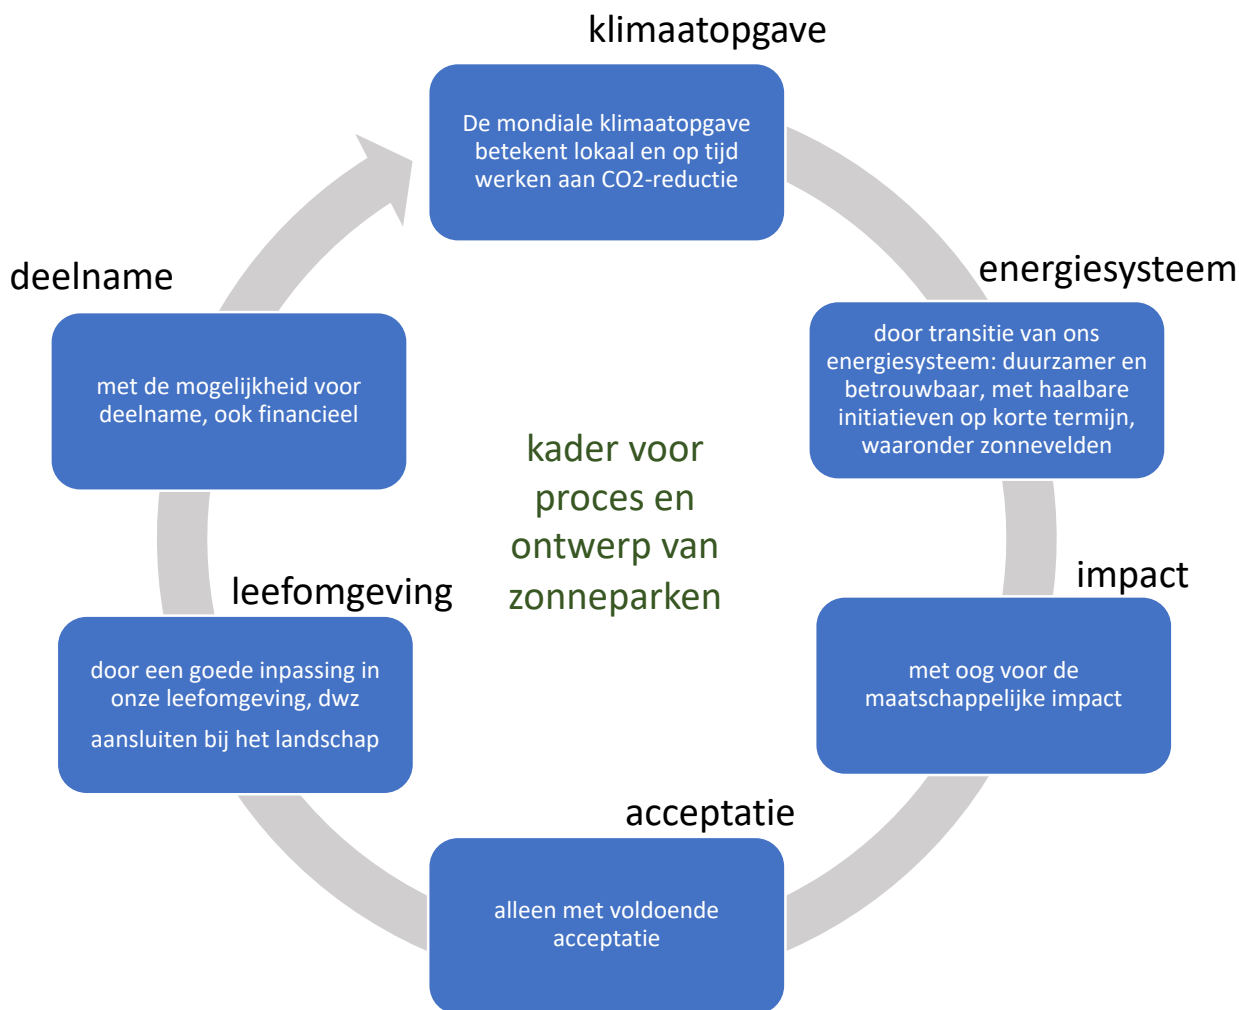 klimaatopgave
De mondiale klimaatopgave
betekent lokaal en op tijd
werken aan CO2-reductie
energiesysteem
door transitie van ons
energiesysteem: duurzamer en
betrouwbaar, met haalbare
initiatieven op korte termijn,
waaronder zonnevelden
impact
met oog voor de
maatschappelijke impact
acceptatie
alleen met voldoende
acceptatie
leefomgeving
door een goede inpassing in
onze leefomgeving, dwz
aansluiten bij het landschap
deelname
met de mogelijkheid voor
deelname, ook financieel
kader voor
proces en
ontwerp van
zonneparken